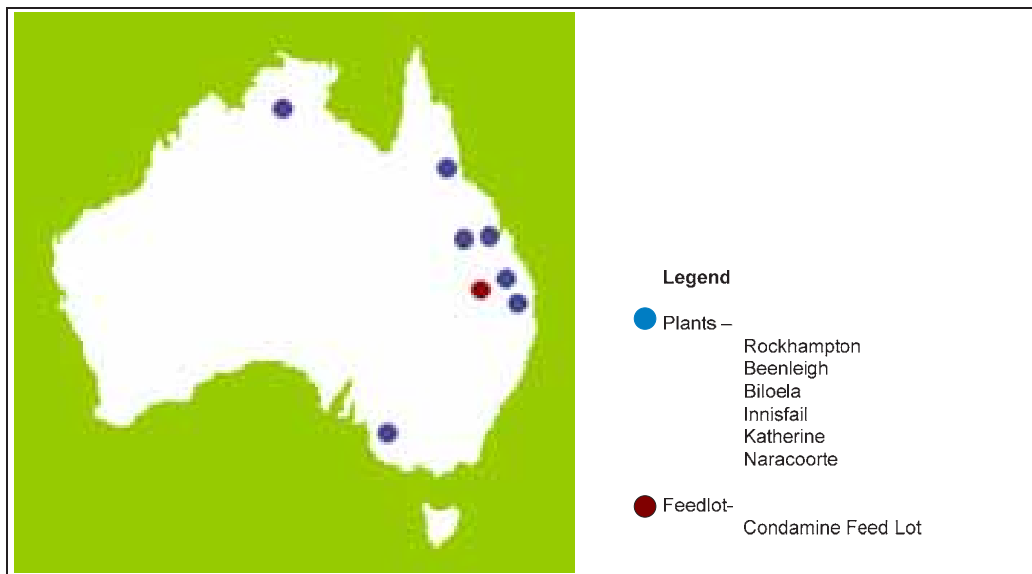 Legend
Plants –
Rockhampton
Beenleigh
Biloela
Innisfail
Katherine
Naracoorte
Feedlot-
Condamine Feed Lot